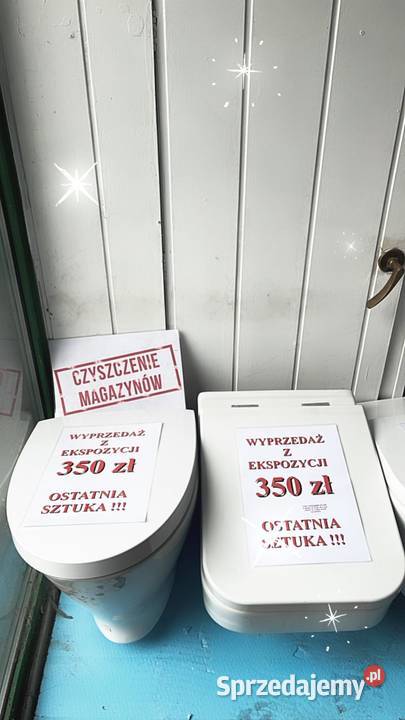 CZYSZCZENIE
MAGAZYNÓW
WYPRZEDAŻ
Z
EKSPOZYCJI
350 zł
OSTATNIA
SZTUKA !!!
WYPRZEDAŻ
Z
EKSPOZYCJI
350 zł
OSTATNIA
SZTUKA !!!
Sprzedajemy.pl